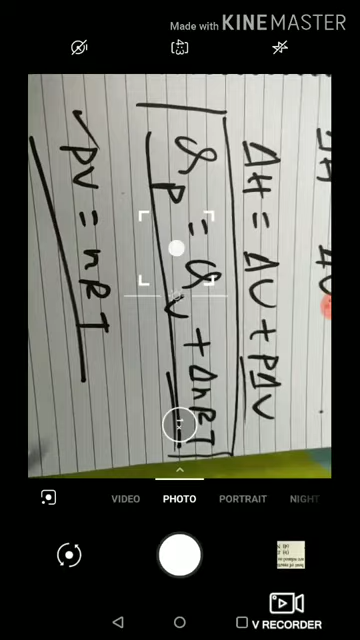 Made with KINEMASTER
ΔH = ΔU + PΔV
Qp = Qv + ΔnRT
PV = nRT
VIDEO PHOTO PORTRAIT NIGHT
V RECORDER